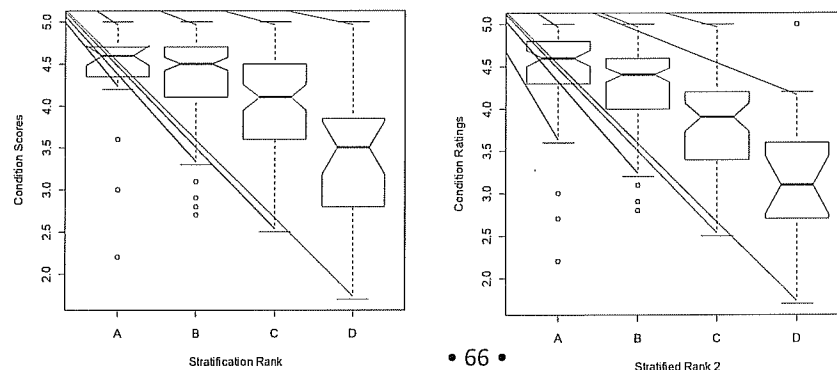 Condition Scores
5.0
4.5
4.0
3.5
3.0
2.5
2.0
A B C D
Stratification Rank
Condition Ratings
5.0
4.5
4.0
3.5
3.0
2.5
2.0
A B C D
Stratified Rank 2
• 66 •